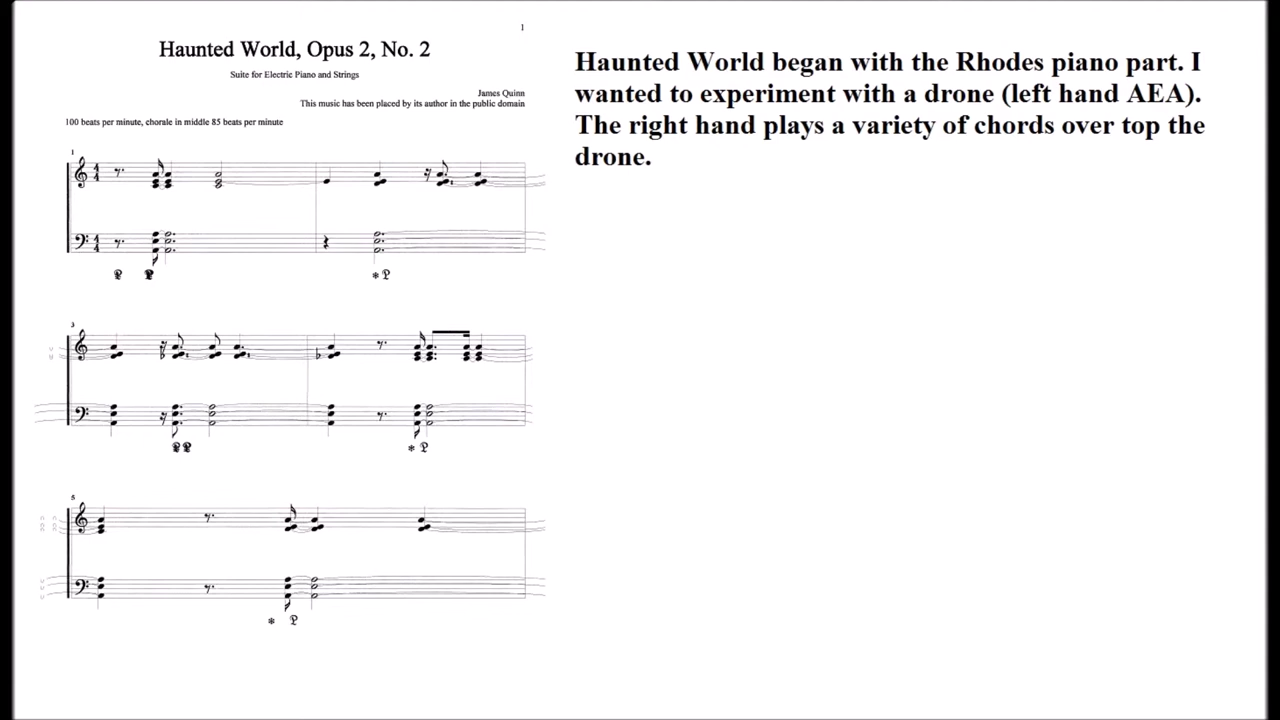 1
Haunted World, Opus 2, No. 2
Suite for Electric Piano and Strings
James Quinn
This music has been placed by its author in the public domain
100 beats per minute, chorale in middle 85 beats per minute
1
3
5
Haunted World began with the Rhodes piano part. I
wanted to experiment with a drone (left hand AEA).
The right hand plays a variety of chords over top the
drone.